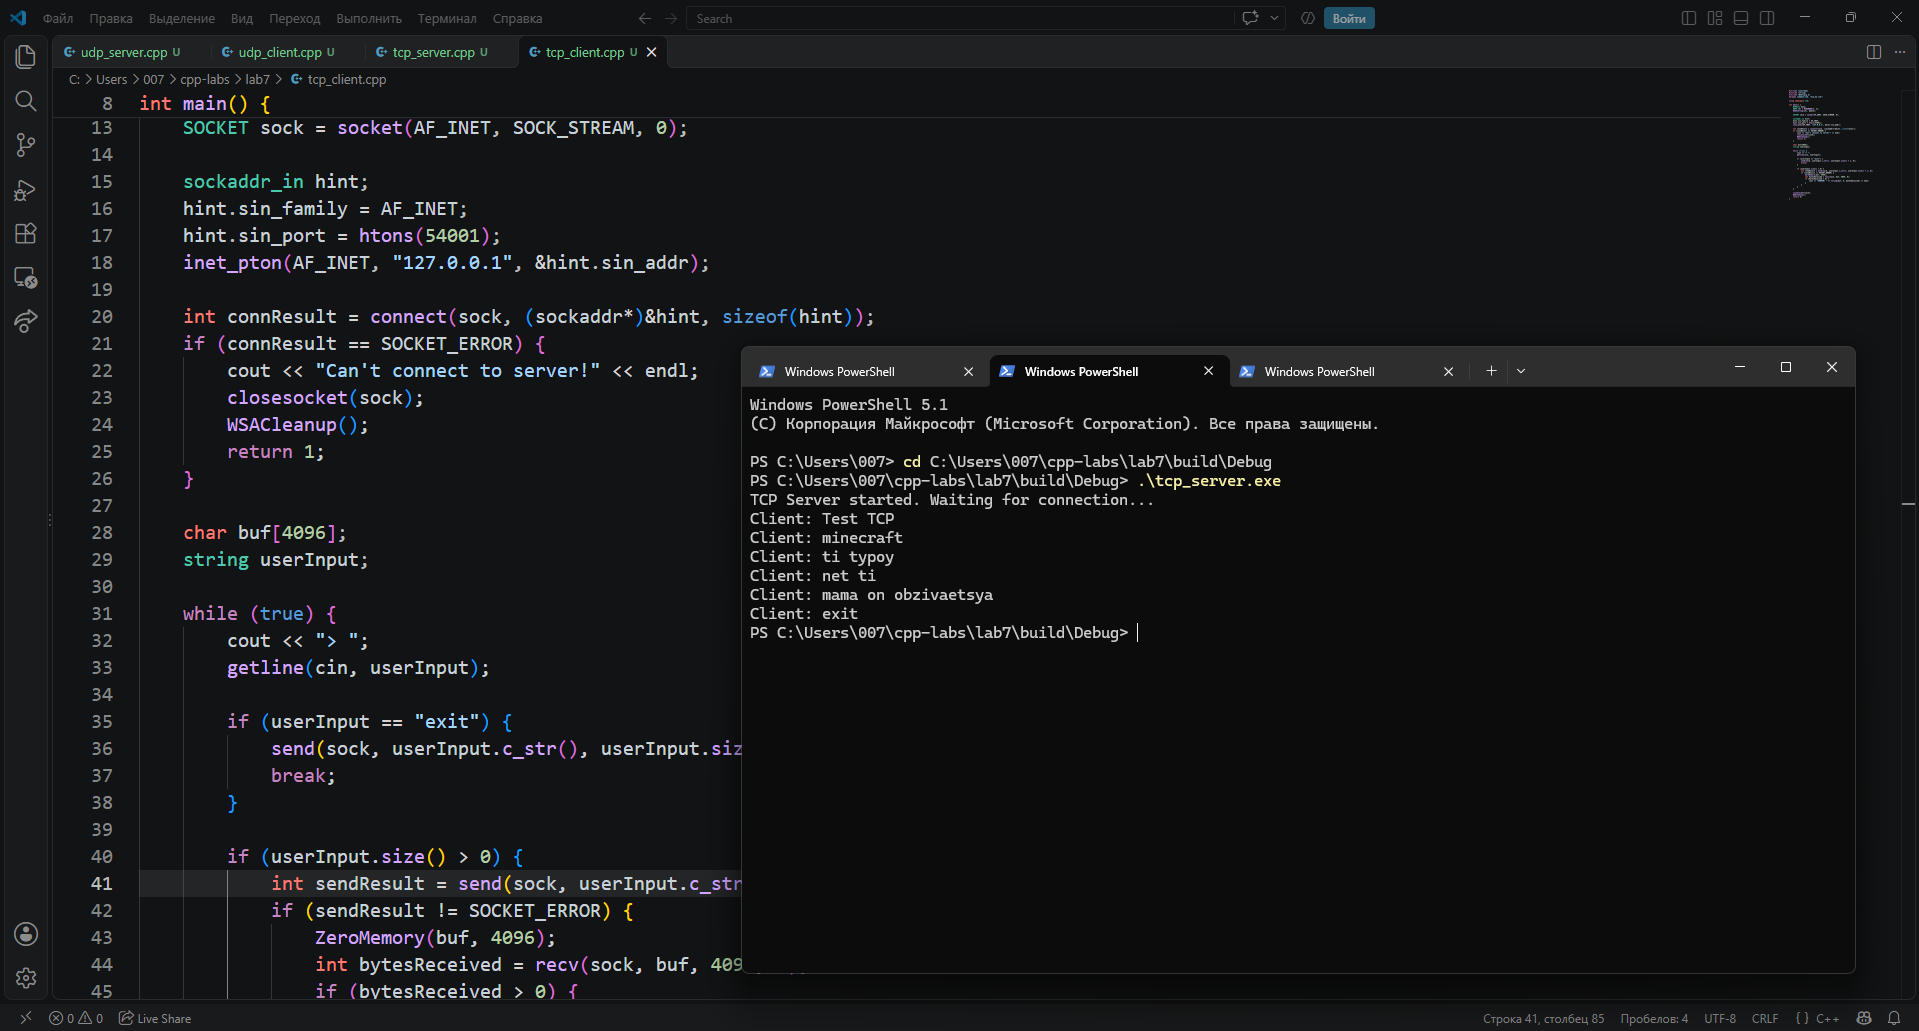 Файл Правка Выделение Вид Переход Выполнить Терминал Справка Search Войти
udp_server.cpp U udp_client.cpp U tcp_server.cpp U tcp_client.cpp U
C: > Users > 007 > cpp-labs > lab7 > tcp_client.cpp
8 int main() {
13 SOCKET sock = socket(AF_INET, SOCK_STREAM, 0);
14
15 sockaddr_in hint;
16 hint.sin_family = AF_INET;
17 hint.sin_port = htons(54001);
18 inet_pton(AF_INET, "127.0.0.1", &hint.sin_addr);
19
20 int connResult = connect(sock, (sockaddr*)&hint, sizeof(hint));
21 if (connResult == SOCKET_ERROR) {
22 cout << "Can't connect to server!" << endl;
23 closesocket(sock);
24 WSACleanup();
25 return 1;
26 }
27
28 char buf[4096];
29 string userInput;
30
31 while (true) {
32 cout << "> ";
33 getline(cin, userInput);
34
35 if (userInput == "exit") {
36 send(sock, userInput.c_str(), userInput.siz
37 break;
38 }
39
40 if (userInput.size() > 0) {
41 int sendResult = send(sock, userInput.c_str
42 if (sendResult != SOCKET_ERROR) {
43 ZeroMemory(buf, 4096);
44 int bytesReceived = recv(sock, buf, 409
45 if (bytesReceived > 0) {
Windows PowerShell Windows PowerShell Windows PowerShell
Windows PowerShell 5.1
(C) Корпорация Майкрософт (Microsoft Corporation). Все права защищены.
PS C:\Users\007> cd C:\Users\007\cpp-labs\lab7\build\Debug
PS C:\Users\007\cpp-labs\lab7\build\Debug> .\tcp_server.exe
TCP Server started. Waiting for connection...
Client: Test TCP
Client: minecraft
Client: ti typoy
Client: net ti
Client: mama on obzivaetsya
Client: exit
PS C:\Users\007\cpp-labs\lab7\build\Debug>
0 0 Live Share Строка 41, столбец 85 Пробелов: 4 UTF-8 CRLF { } C++